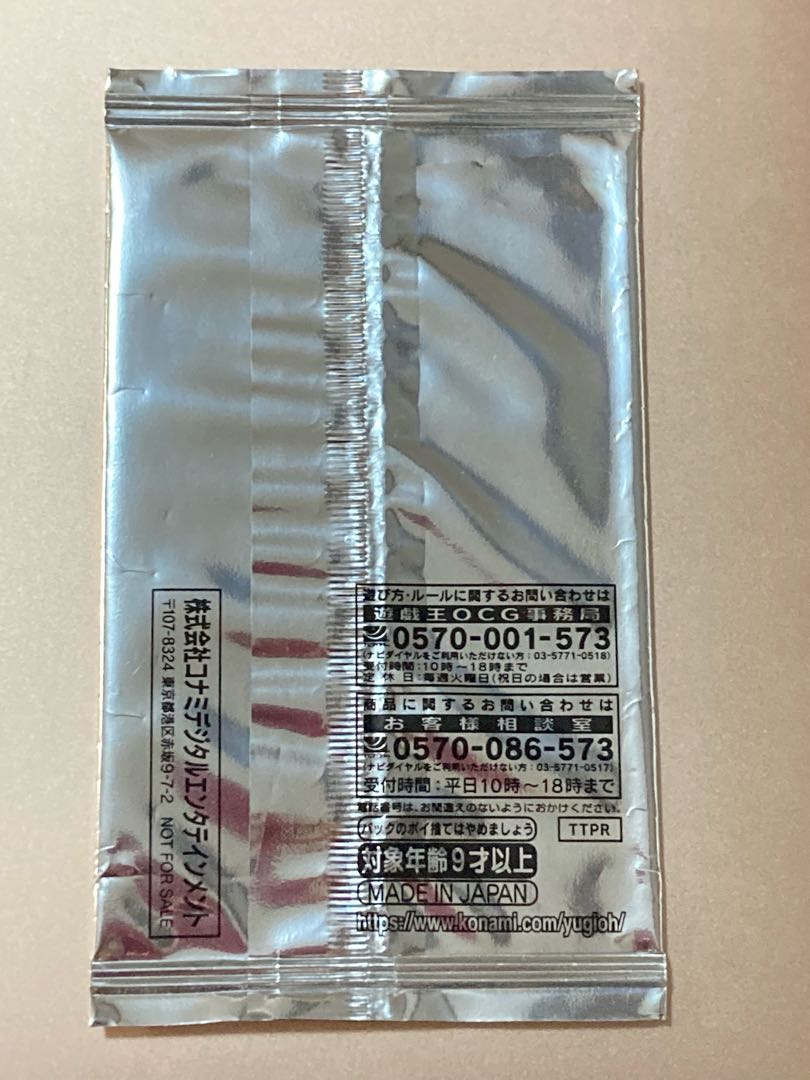 遊び方・ルールに関するお問い合わせは
遊戯王OCG事務局
0570-001-573
(ナビダイヤルをご利用いただけない方:03-5771-0518)
受付時間:10時〜18時まで
定休日:毎週火曜日(祝日の場合は営業)
商品に関するお問い合わせは
お客様相談室
0570-086-573
(ナビダイヤルをご利用いただけない方:03-5771-0517)
受付時間:平日10時〜18時まで
電話番号は、お間違えのないようにおかけください。
パックのポイ捨てはやめましょう
TTPR
対象年齢9才以上
MADE IN JAPAN
https://www.konami.com/yugioh/
株式会社コナミデジタルエンタテインメント
〒107-8324 東京都港区赤坂9-7-2 NOT FOR SALE